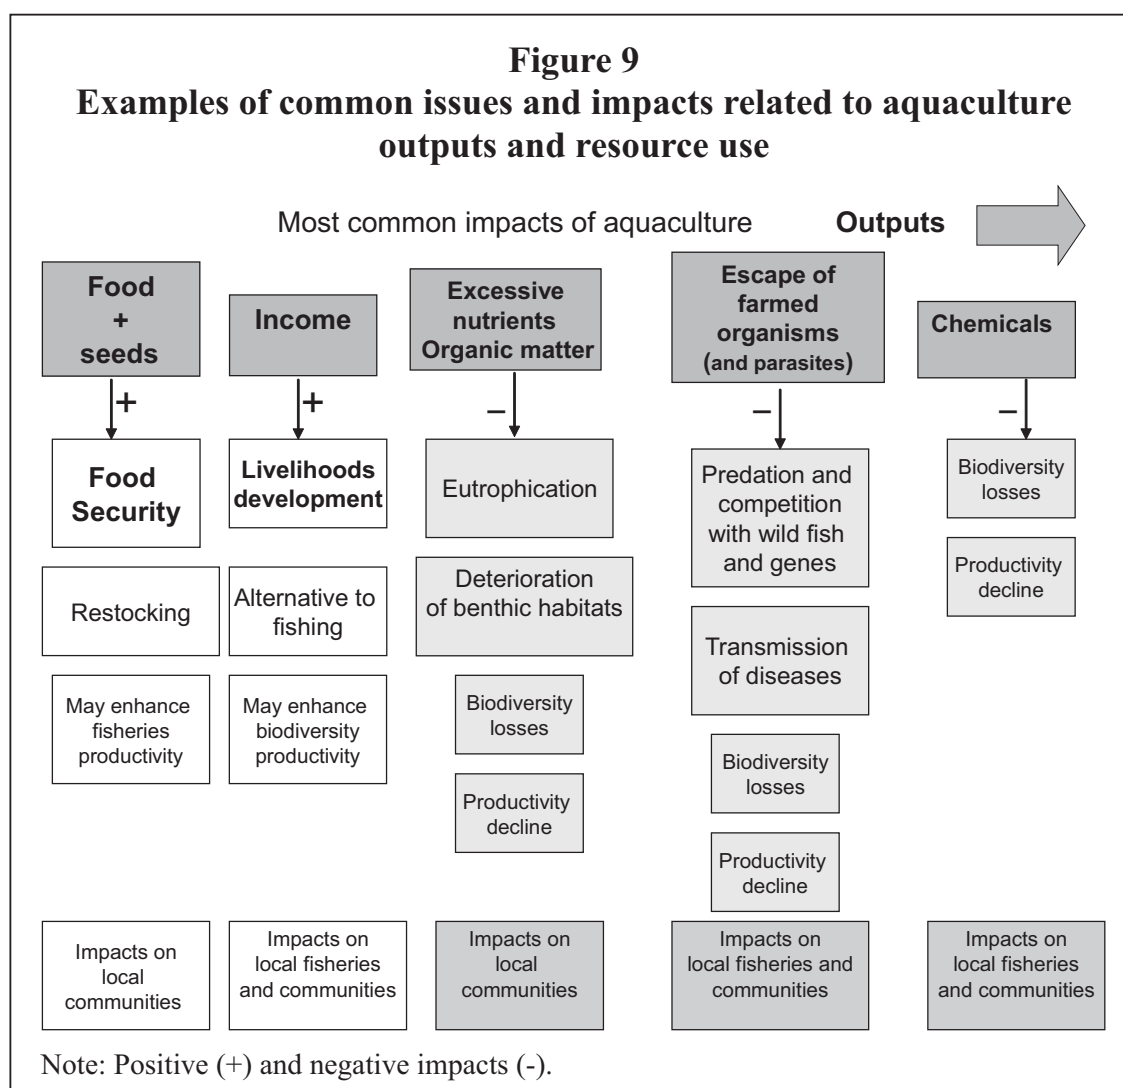 Figure 9
Examples of common issues and impacts related to aquaculture
outputs and resource use
Most common impacts of aquaculture
Outputs
Food
+
seeds
Income
Excessive
nutrients
Organic matter
Escape of
farmed
organisms
(and parasites)
Chemicals
+
+
–
–
–
Food
Security
Livelihoods
development
Eutrophication
Predation and
competition
with wild fish
and genes
Biodiversity
losses
Restocking
Alternative to
fishing
Deterioration
of benthic habitats
Transmission
of diseases
Productivity
decline
May enhance
fisheries
productivity
May enhance
biodiversity
productivity
Biodiversity
losses
Biodiversity
losses
Productivity
decline
Productivity
decline
Impacts on
local
communities
Impacts on
local fisheries
and communities
Impacts on
local
communities
Impacts on
local fisheries and
communities
Impacts on
local fisheries
and communities
Note: Positive (+) and negative impacts (-).